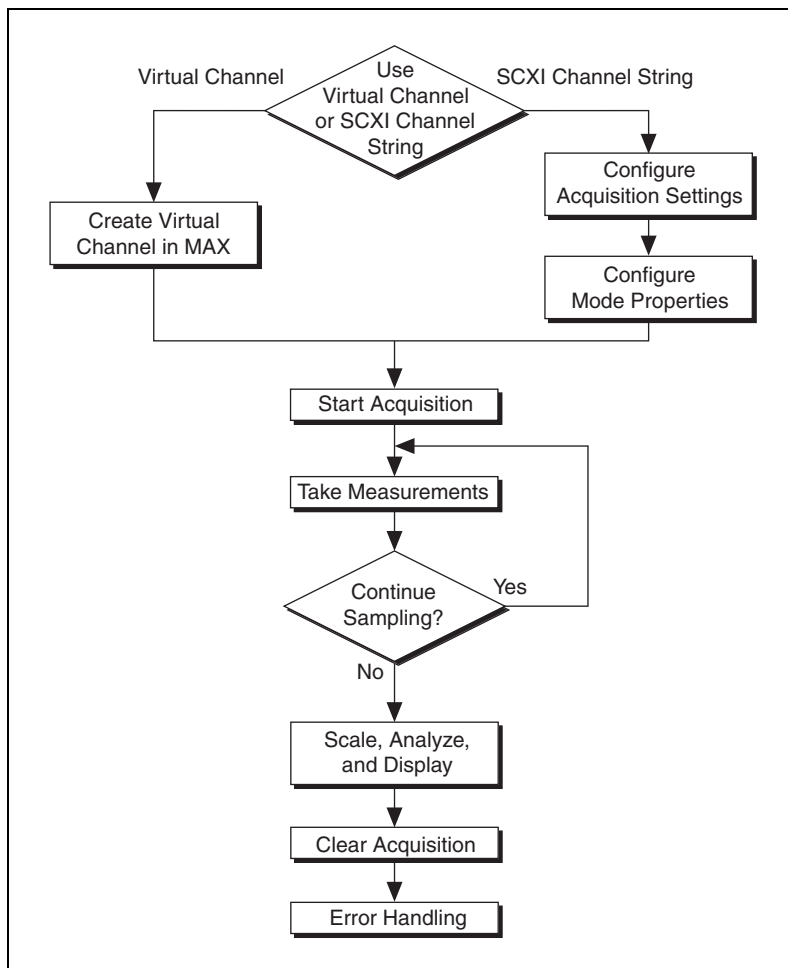 Use
Virtual Channel
or SCXI Channel
String
Virtual Channel
SCXI Channel String
Create Virtual
Channel in MAX
Configure
Acquisition Settings
Configure
Mode Properties
Start Acquisition
Take Measurements
Continue
Sampling?
Yes
No
Scale, Analyze,
and Display
Clear Acquisition
Error Handling